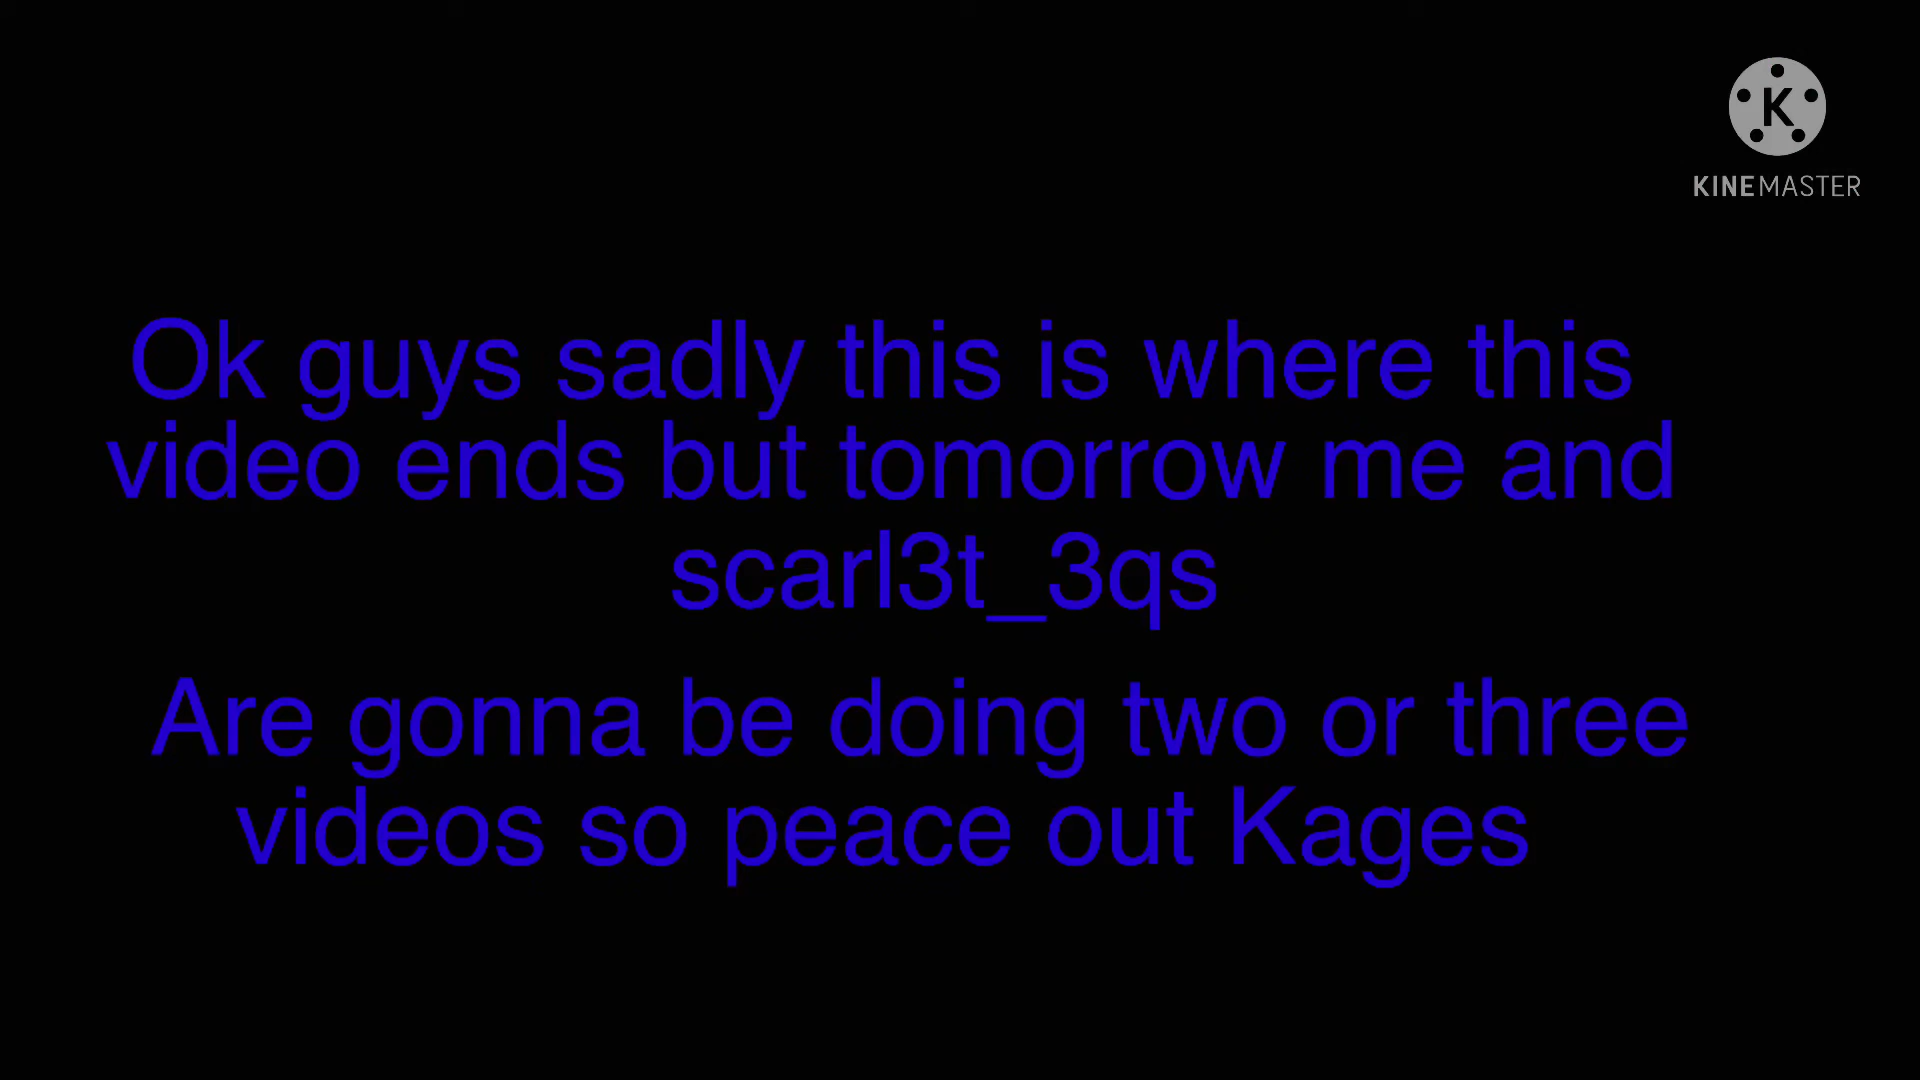 K
KINEMASTER
Ok guys sadly this is where this
video ends but tomorrow me and
scarl3t_3qs
Are gonna be doing two or three
videos so peace out Kages